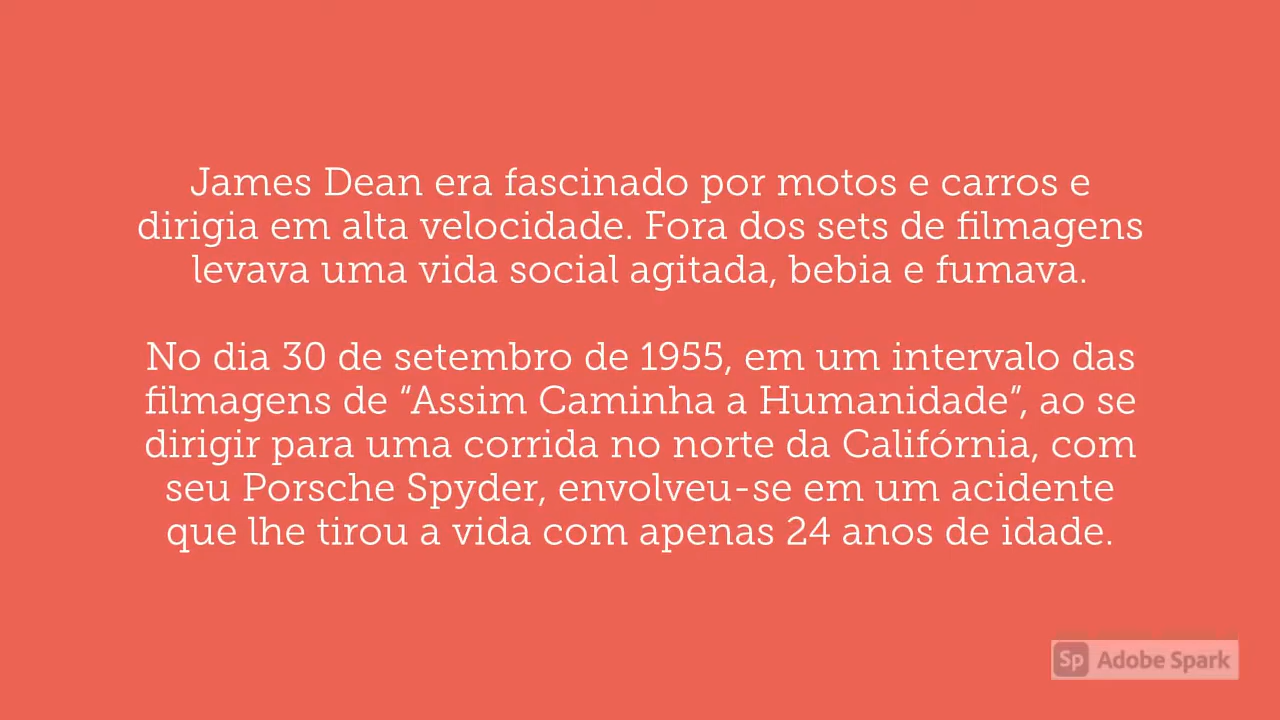 James Dean era fascinado por motos e carros e
dirigia em alta velocidade. Fora dos sets de filmagens
levava uma vida social agitada, bebia e fumava.
No dia 30 de setembro de 1955, em um intervalo das
filmagens de “Assim Caminha a Humanidade”, ao se
dirigir para uma corrida no norte da Califórnia, com
seu Porsche Spyder, envolveu-se em um acidente
que lhe tirou a vida com apenas 24 anos de idade.
Sp Adobe Spark